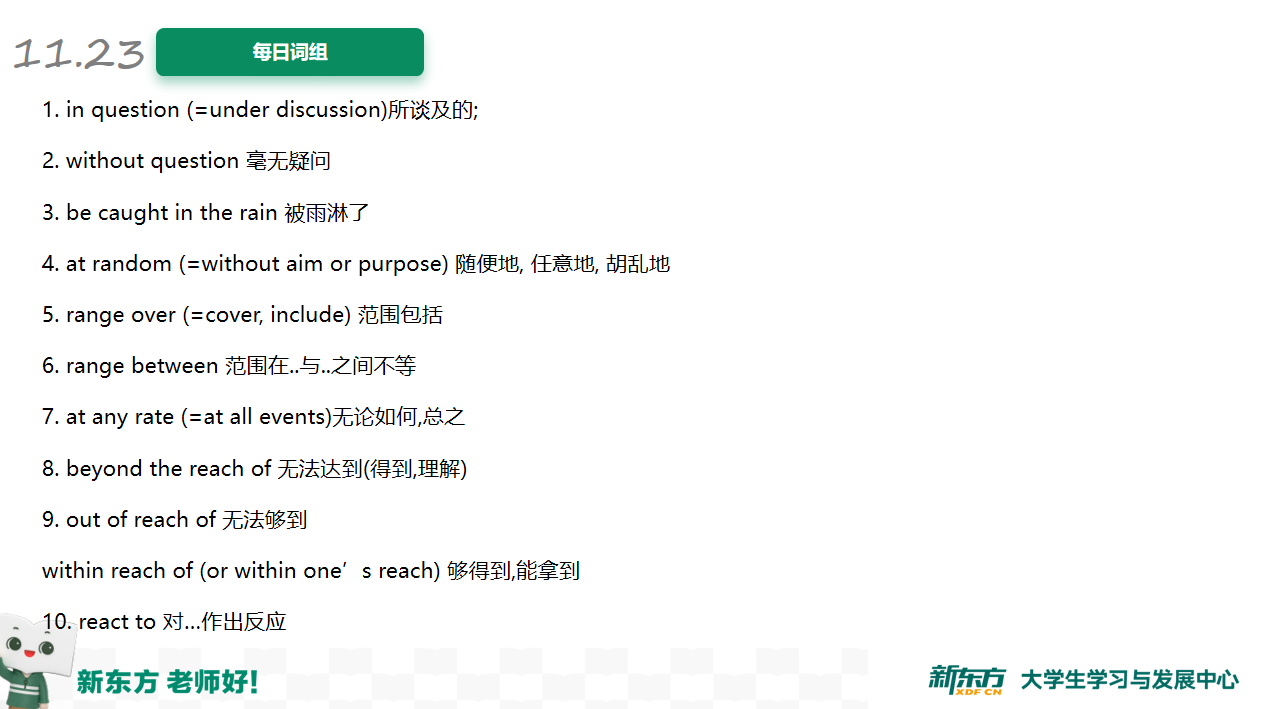 11.23
每日词组
1. in question (=under discussion)所谈及的;
2. without question 毫无疑问
3. be caught in the rain 被雨淋了
4. at random (=without aim or purpose) 随便地, 任意地, 胡乱地
5. range over (=cover, include) 范围包括
6. range between 范围在..与..之间不等
7. at any rate (=at all events)无论如何,总之
8. beyond the reach of 无法达到(得到,理解)
9. out of reach of 无法够到
within reach of (or within one’s reach) 够得到,能拿到
10. react to 对…作出反应
新东方 老师好!
新东方 XDF.CN 大学生学习与发展中心